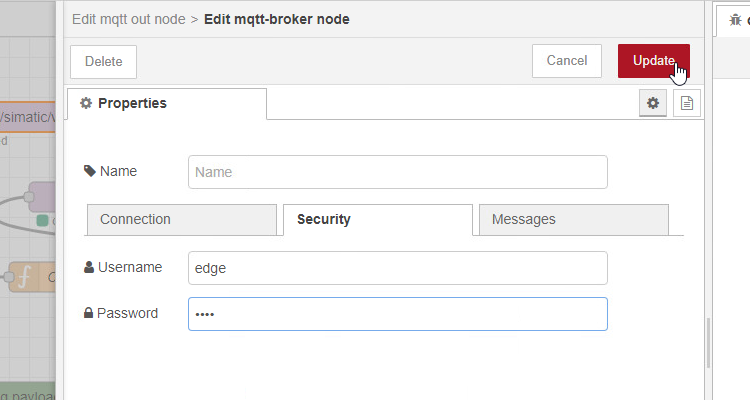 Edit mqtt out node > Edit mqtt-broker node
Delete
Cancel
Update
/simatic/v
Properties
Name
Name
Connection
Security
Messages
Username
edge
Password
••••
g payload